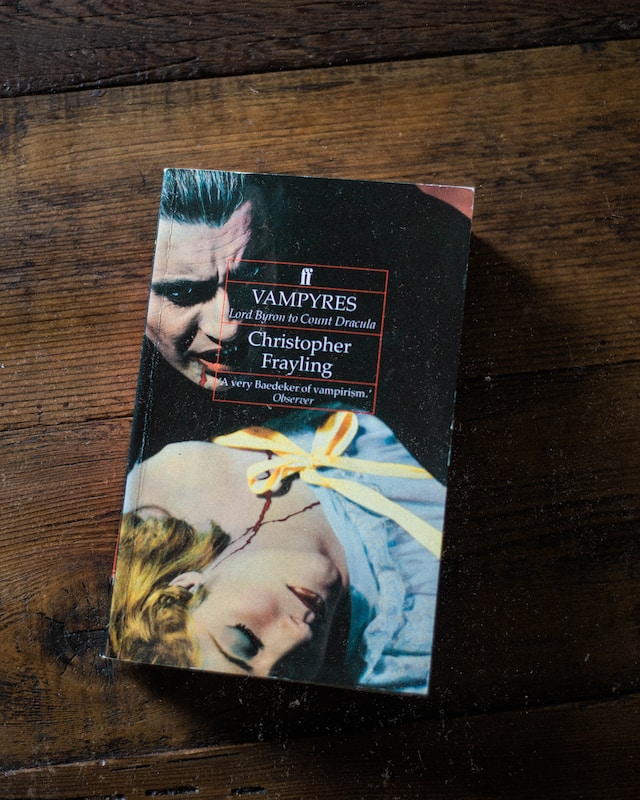 ff
VAMPYRES
Lord Byron to Count Dracula
Christopher
Frayling
'A very Baedeker of vampirism.'
Observer